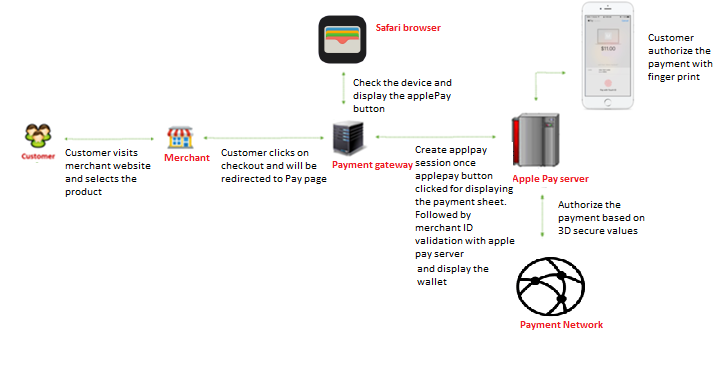 Safari browser
Customer
authorize the
payment with
finger print
$11.00
Check the device and
display the applePay
button
Customer
Customer visits
merchant website
and selects the
product
Merchant
Customer clicks on
checkout and will be
redirected to Pay page
Payment gateway
Create applpay
session once
applepay button
clicked for displaying
the payment sheet.
Followed by
merchant ID
validation with apple
pay server
and display the
wallet
Apple Pay server
Authorize the
payment based on
3D secure values
Payment Network